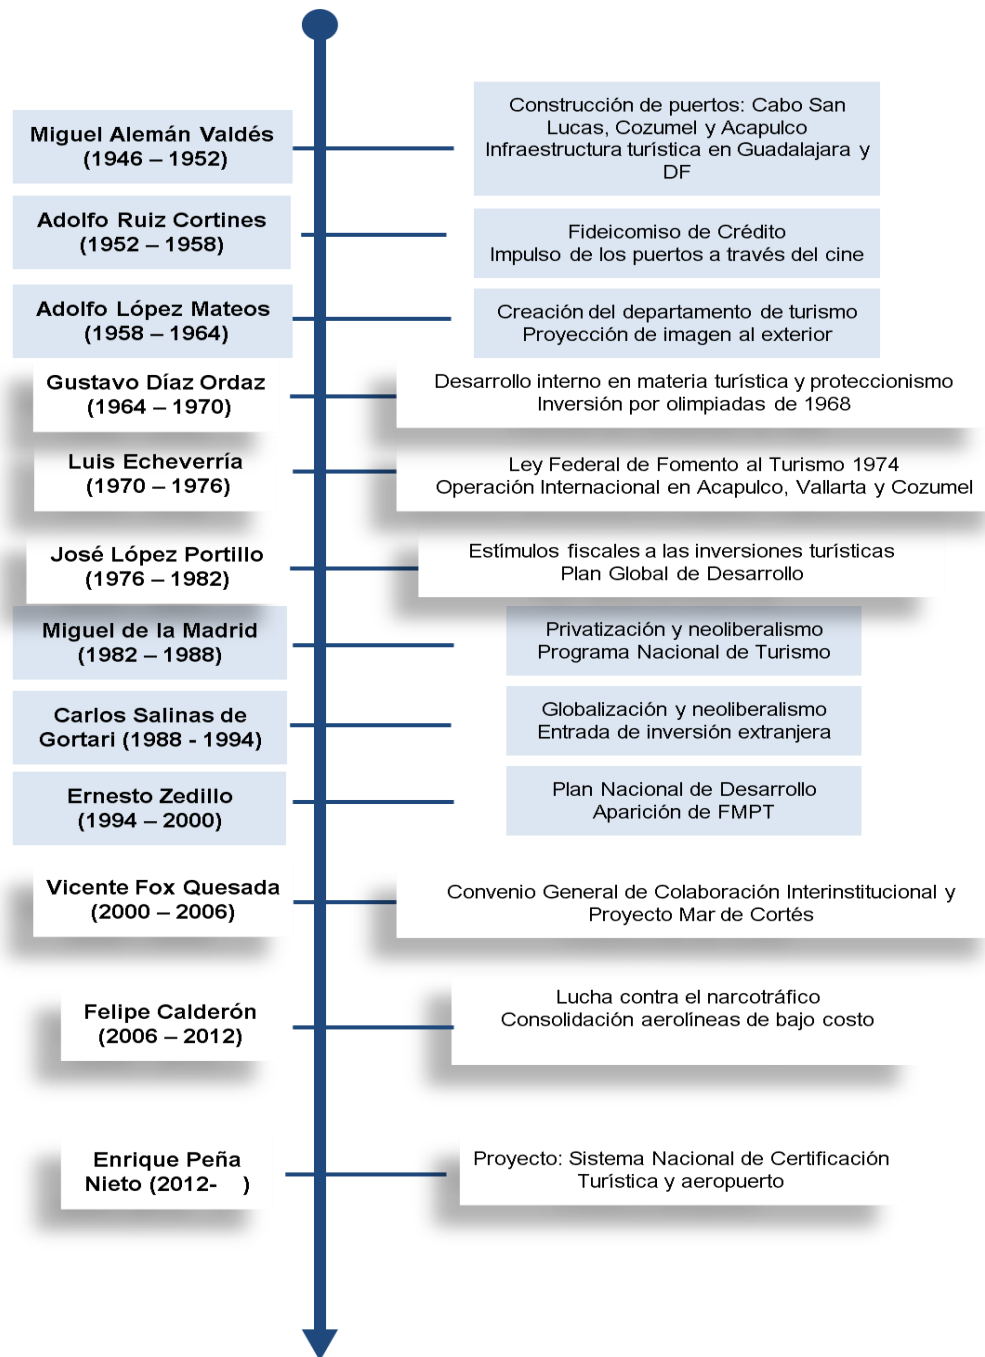 Miguel Alemán Valdés
(1946 – 1952)
Construcción de puertos: Cabo San
Lucas, Cozumel y Acapulco
Infraestructura turística en Guadalajara y
DF
Adolfo Ruiz Cortines
(1952 – 1958)
Fideicomiso de Crédito
Impulso de los puertos a través del cine
Adolfo López Mateos
(1958 – 1964)
Creación del departamento de turismo
Proyección de imagen al exterior
Gustavo Díaz Ordaz
(1964 – 1970)
Desarrollo interno en materia turística y proteccionismo
Inversión por olimpiadas de 1968
Luis Echeverría
(1970 – 1976)
Ley Federal de Fomento al Turismo 1974
Operación Internacional en Acapulco, Vallarta y Cozumel
José López Portillo
(1976 – 1982)
Estímulos fiscales a las inversiones turísticas
Plan Global de Desarrollo
Miguel de la Madrid
(1982 – 1988)
Privatización y neoliberalismo
Programa Nacional de Turismo
Carlos Salinas de
Gortari (1988 - 1994)
Globalización y neoliberalismo
Entrada de inversión extranjera
Ernesto Zedillo
(1994 – 2000)
Plan Nacional de Desarrollo
Aparición de FMPT
Vicente Fox Quesada
(2000 – 2006)
Convenio General de Colaboración Interinstitucional y
Proyecto Mar de Cortés
Felipe Calderón
(2006 – 2012)
Lucha contra el narcotráfico
Consolidación aerolíneas de bajo costo
Enrique Peña
Nieto (2012-   )
Proyecto: Sistema Nacional de Certificación
Turística y aeropuerto